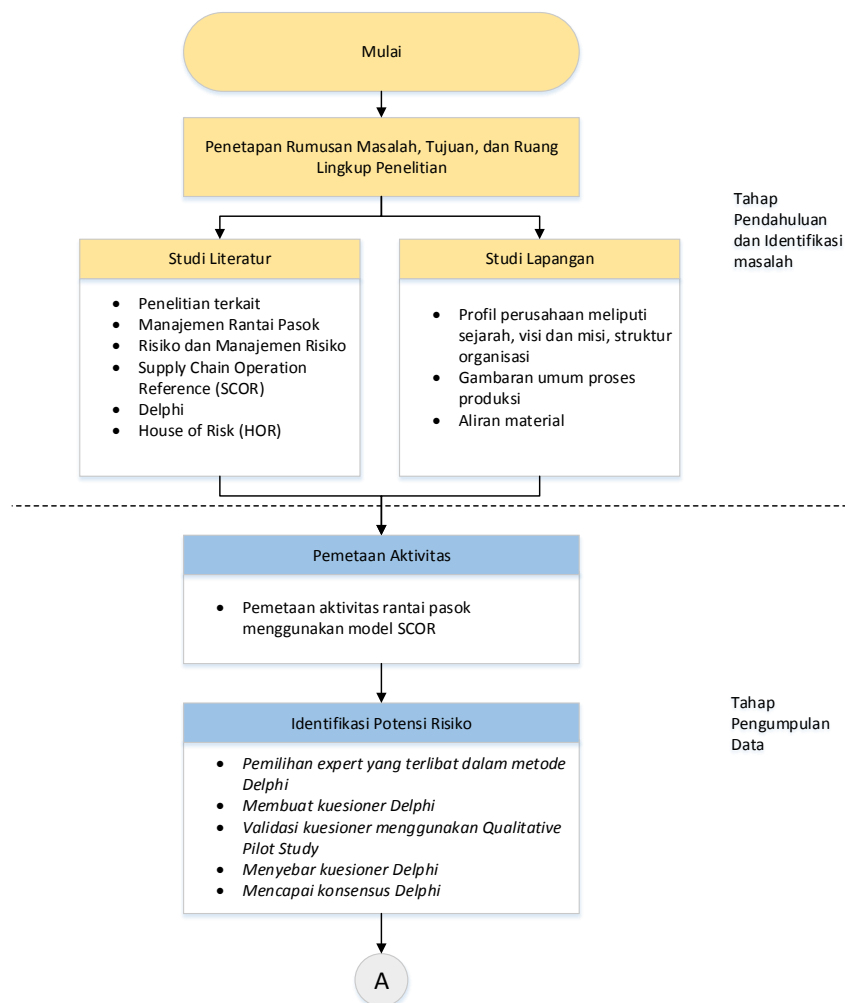 Mulai
Penetapan Rumusan Masalah, Tujuan, dan Ruang
Lingkup Penelitian
Tahap
Pendahuluan
dan Identifikasi
masalah
Studi Literatur
• Penelitian terkait
• Manajemen Rantai Pasok
• Risiko dan Manajemen Risiko
• Supply Chain Operation
Reference (SCOR)
• Delphi
• House of Risk (HOR)
Studi Lapangan
• Profil perusahaan meliputi
sejarah, visi dan misi, struktur
organisasi
• Gambaran umum proses
produksi
• Aliran material
Pemetaan Aktivitas
• Pemetaan aktivitas rantai pasok
menggunakan model SCOR
Tahap
Pengumpulan
Data
Identifikasi Potensi Risiko
• Pemilihan expert yang terlibat dalam metode
Delphi
• Membuat kuesioner Delphi
• Validasi kuesioner menggunakan Qualitative
Pilot Study
• Menyebar kuesioner Delphi
• Mencapai konsensus Delphi
A